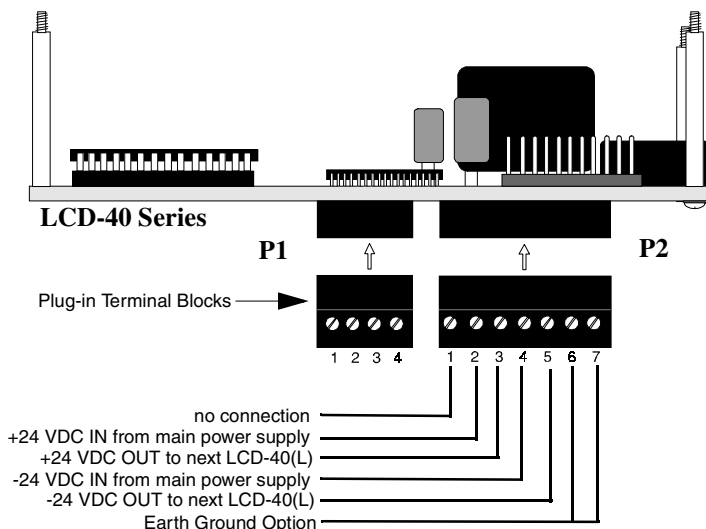 LCD-40 Series
P1
P2
Plug-in Terminal Blocks
1 2 3 4
1 2 3 4 5 6 7
no connection
+24 VDC IN from main power supply
+24 VDC OUT to next LCD-40(L)
-24 VDC IN from main power supply
-24 VDC OUT to next LCD-40(L)
Earth Ground Option